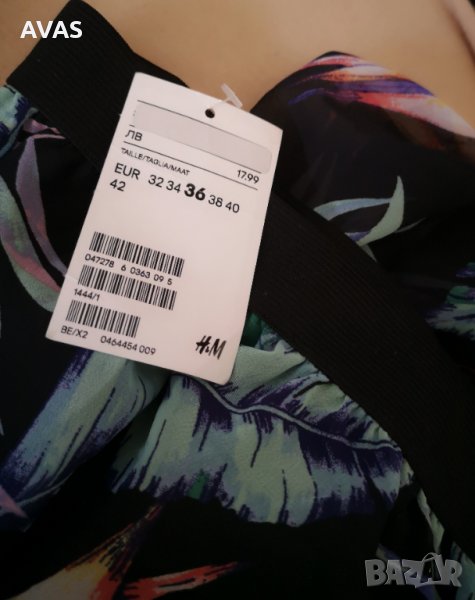 AVAS
ЛВ
TAILLE/TAGLIA/MAAT 17.99
EUR 32 34 36 38 40
42
047278 6 0363 09 5
1444/1
BE/X2 0464454 009
H&M
BAZAR